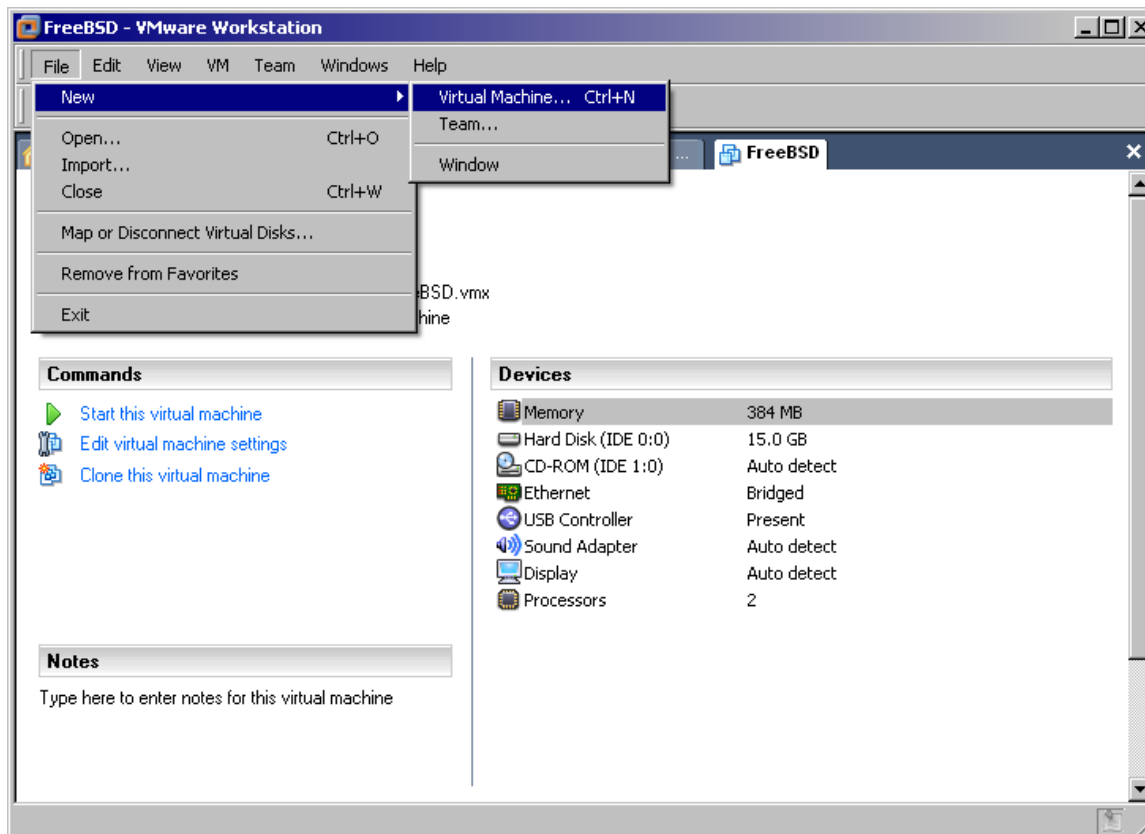 FreeBSD - VMware Workstation
File Edit View VM Team Windows Help
New
Virtual Machine... Ctrl+N
Open... Ctrl+O
Team...
Import...
Window
Close Ctrl+W
... FreeBSD
Map or Disconnect Virtual Disks...
Remove from Favorites
Exit
BSD.vmx
hine
Commands
Start this virtual machine
Edit virtual machine settings
Clone this virtual machine
Devices
Memory 384 MB
Hard Disk (IDE 0:0) 15.0 GB
CD-ROM (IDE 1:0) Auto detect
Ethernet Bridged
USB Controller Present
Sound Adapter Auto detect
Display Auto detect
Processors 2
Notes
Type here to enter notes for this virtual machine